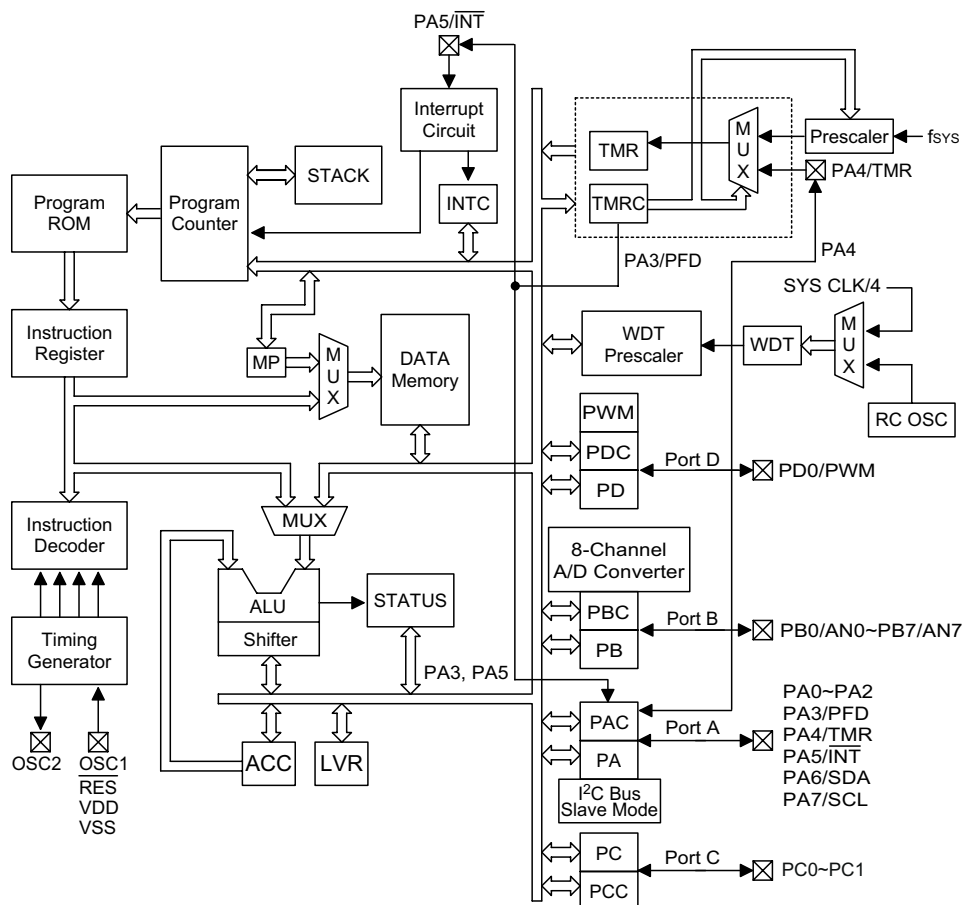 PA5/INT
Interrupt
Circuit
STACK
Program
Counter
Program
ROM
INTC
TMR
TMRC
MUX
Prescaler
fSYS
PA4/TMR
PA3/PFD
PA4
SYS CLK/4
Instruction
Register
MP
MUX
DATA
Memory
WDT
Prescaler
WDT
MUX
RC OSC
PWM
PDC
PD
Port D
PD0/PWM
Instruction
Decoder
MUX
ALU
Shifter
STATUS
8-Channel
A/D Converter
PBC
PB
Port B
PB0/AN0~PB7/AN7
Timing
Generator
PA3, PA5
OSC2
OSC1
RES
VDD
VSS
ACC
LVR
PAC
PA
Port A
I²C Bus
Slave Mode
PA0~PA2
PA3/PFD
PA4/TMR
PA5/INT
PA6/SDA
PA7/SCL
PC
PCC
Port C
PC0~PC1